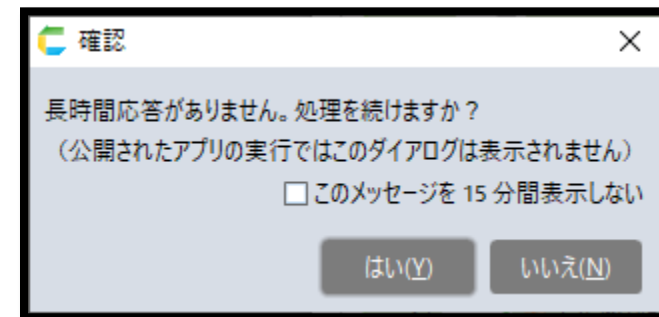 確認
長時間応答がありません。処理を続けますか？
（公開されたアプリの実行ではこのダイアログは表示されません）
このメッセージを 15 分間表示しない
はい(Y) いいえ(N)